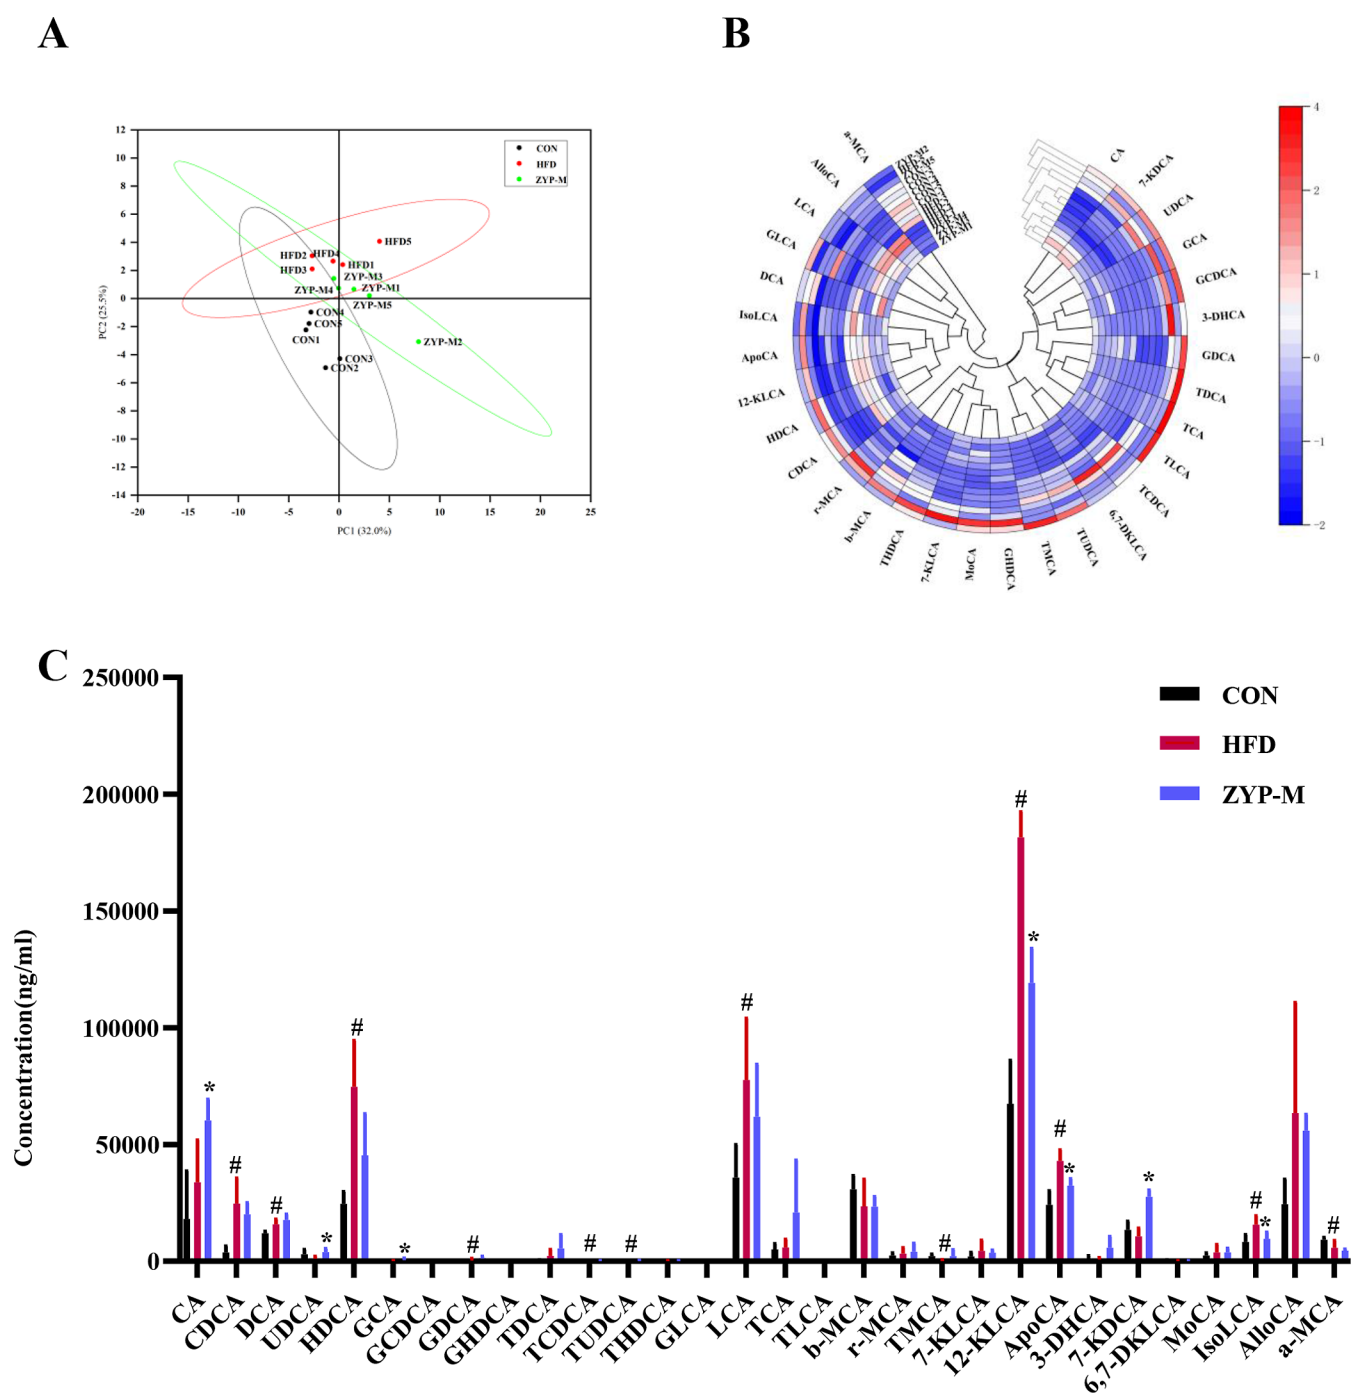 A
B
12
10
8
6
4
2
0
-2
-4
-6
-8
-10
-12
-14
-20
-15
-10
-5
0
5
10
15
20
25
PC1 (32.0%)
PC2 (25.5%)
CON
HFD
ZYP-M
HFD5
HFD2
HFD4
HFD1
HFD3
ZYP-M3
ZYP-M4
ZYP-M1
ZYP-M5
CON4
CON5
CON1
ZYP-M2
CON3
CON2
a-MCA
AlloCA
LCA
GLCA
DCA
IsoLCA
ApoCA
12-KLCA
HDCA
CDCA
r-MCA
b-MCA
THDCA
7-KLCA
MoCA
GHDCA
TMCA
TUDCA
6,7-DKLCA
TCDCA
TLCA
TCA
TDCA
GDCA
3-DHCA
GCDCA
GCA
UDCA
7-KDCA
CA
ZYP-M2
4
2
1
0
-1
-2
C
250000
200000
150000
100000
50000
0
Concentration(ng/ml)
CON
HFD
ZYP-M
*
#
#
*
#
*
#
#
#
#
#
#
*
#
*
*
#
*
#
CA
CDCA
DCA
UDCA
HDCA
GCA
GCDCA
GDCA
GHDCA
TDCA
TCDCA
TUDCA
THDCA
GLCA
LCA
TCA
TLCA
b-MCA
r-MCA
TMCA
7-KLCA
12-KLCA
ApoCA
3-DHCA
7-KDCA
6,7-DKLCA
MoCA
IsoLCA
AlloCA
a-MCA